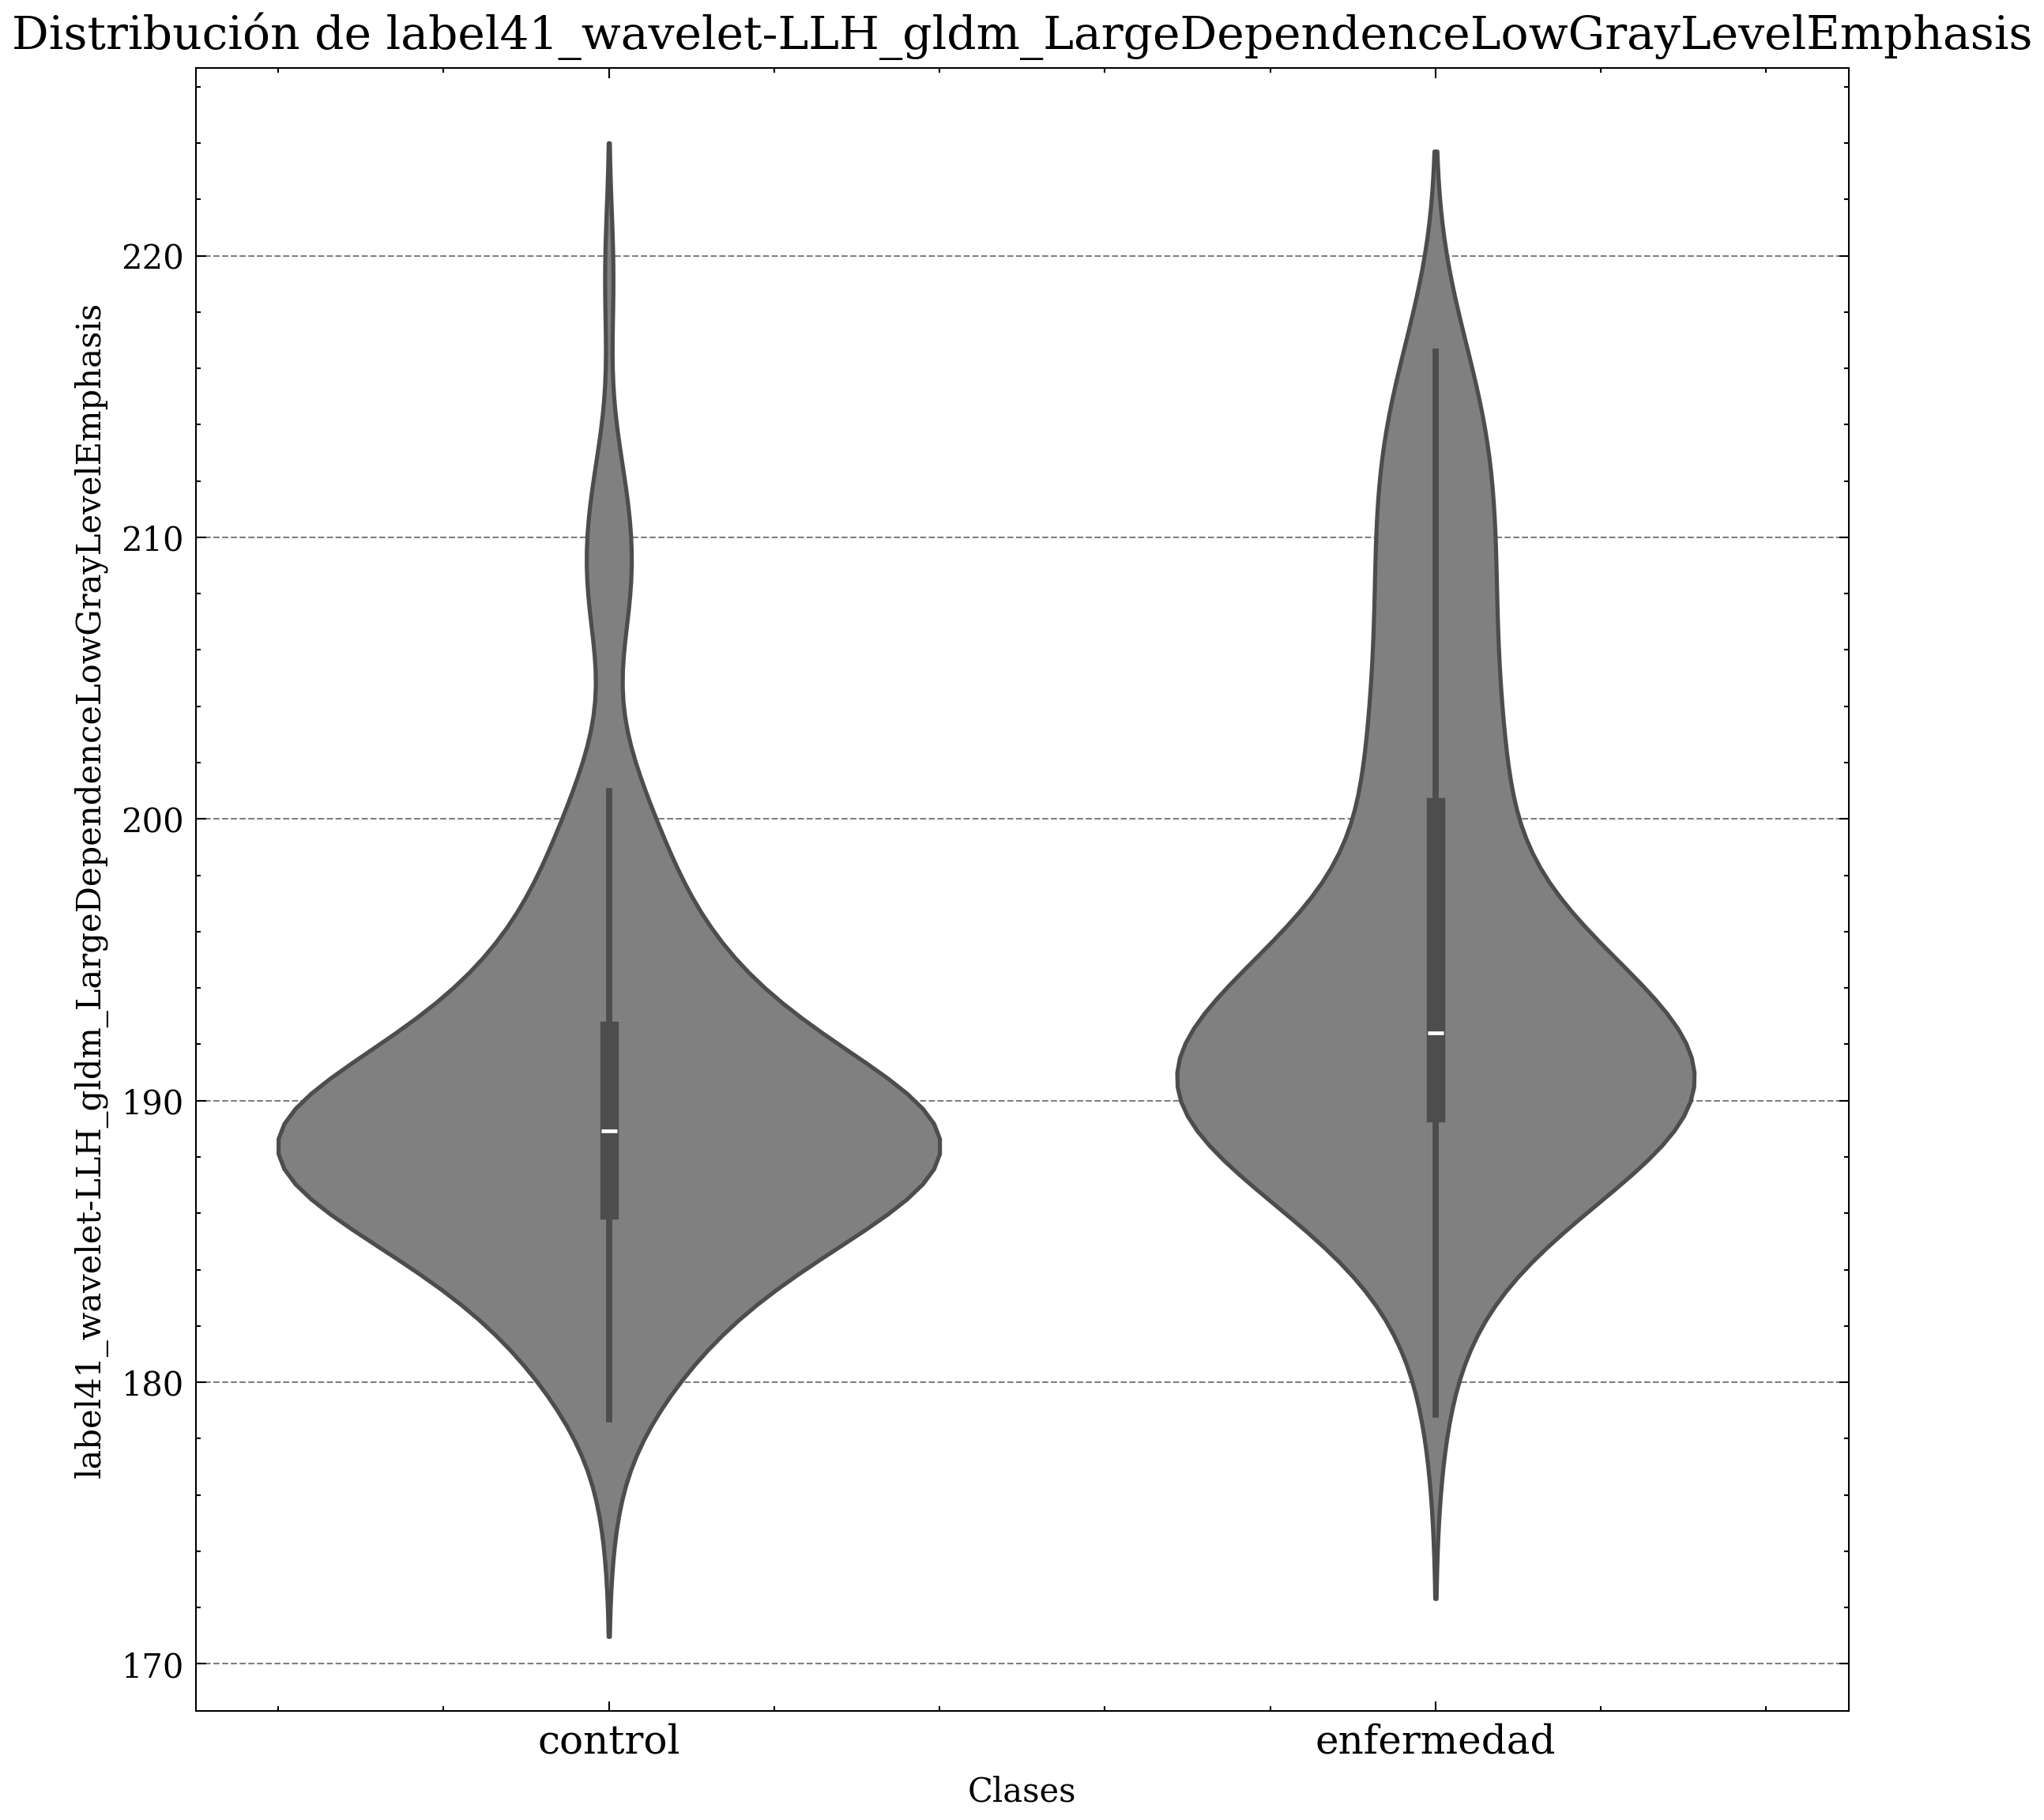 Distribución de label41_wavelet-LLH_gldm_LargeDependenceLowGrayLevelEmphasis
label41_wavelet-LLH_gldm_LargeDependenceLowGrayLevelEmphasis
220
210
200
190
180
170
control
enfermedad
Clases